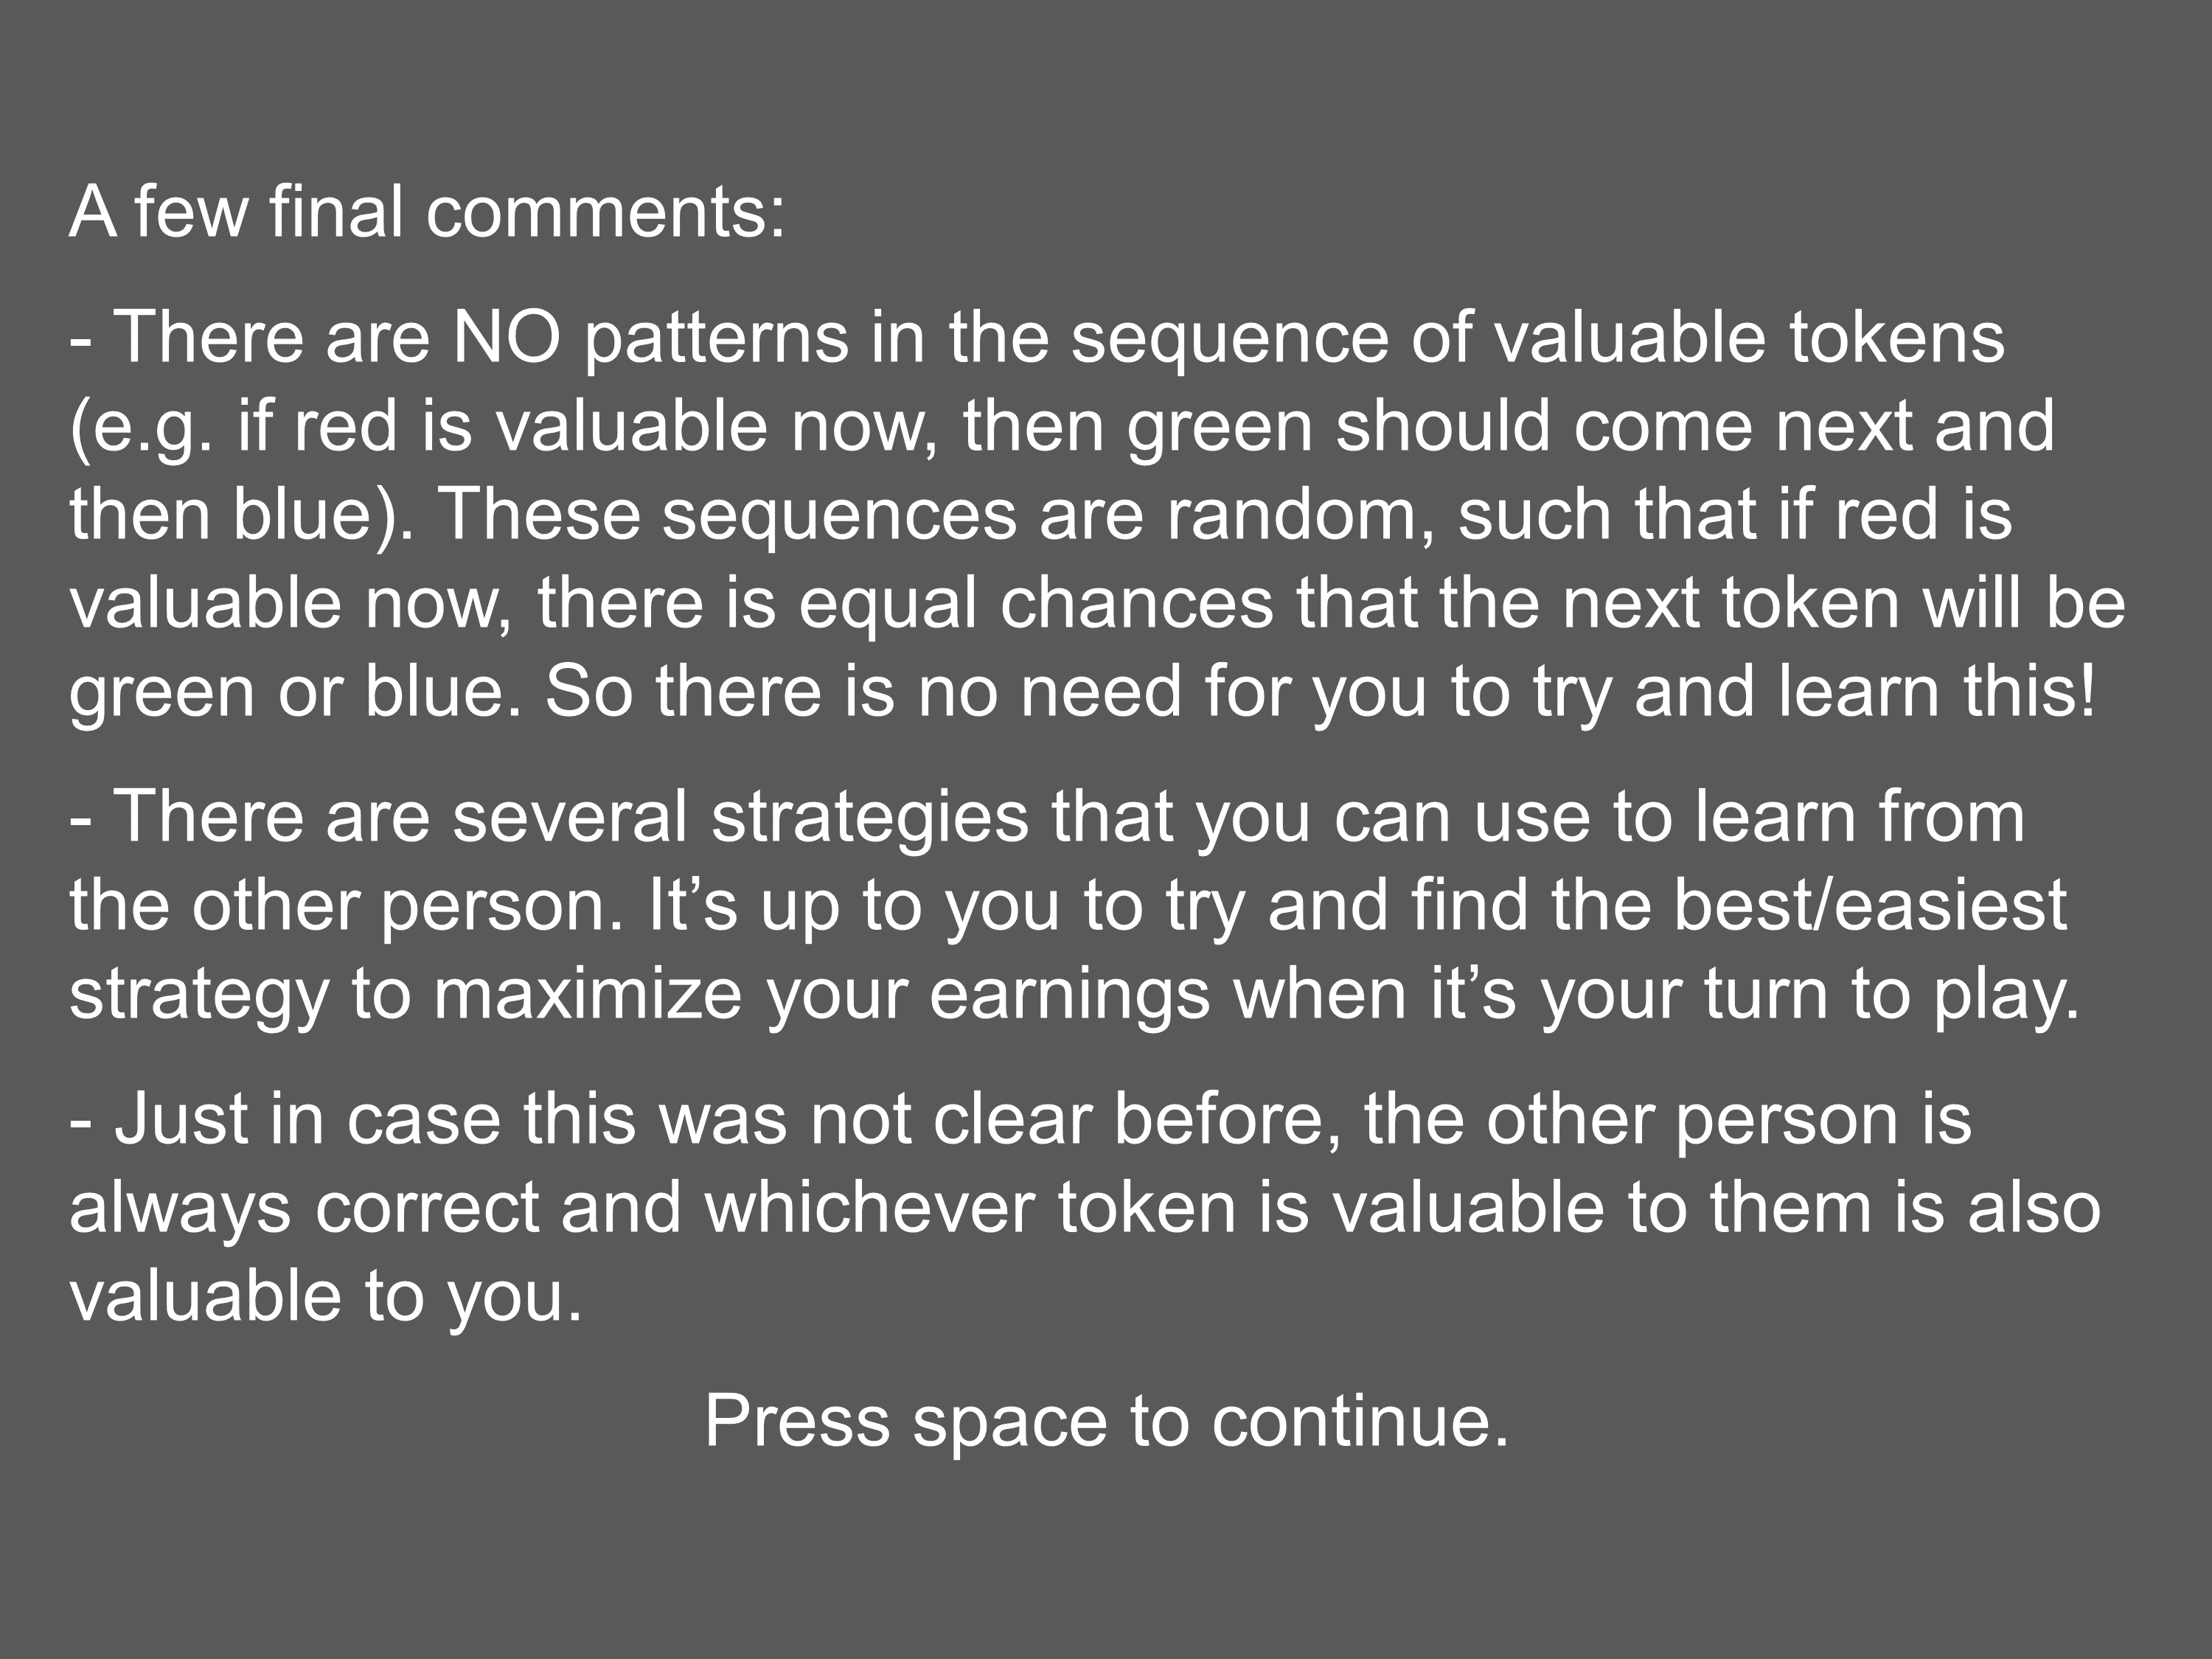 A few final comments:
- There are NO patterns in the sequence of valuable tokens
(e.g. if red is valuable now, then green should come next and
then blue). These sequences are random, such that if red is
valuable now, there is equal chances that the next token will be
green or blue. So there is no need for you to try and learn this!
- There are several strategies that you can use to learn from
the other person. It’s up to you to try and find the best/easiest
strategy to maximize your earnings when it’s your turn to play.
- Just in case this was not clear before, the other person is
always correct and whichever token is valuable to them is also
valuable to you.
Press space to continue.